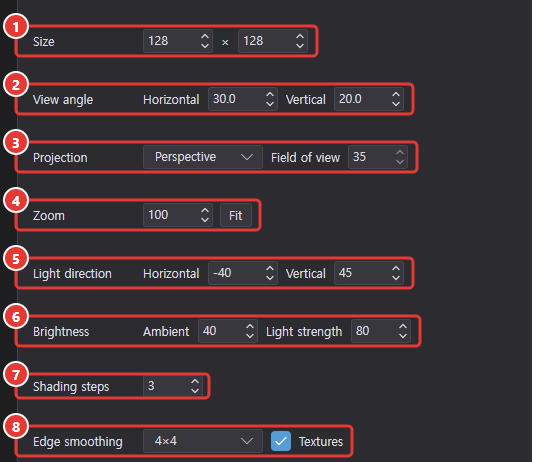 1
Size 128 × 128
2
View angle Horizontal 30.0 Vertical 20.0
3
Projection Perspective Field of view 35
4
Zoom 100 Fit
5
Light direction Horizontal -40 Vertical 45
6
Brightness Ambient 40 Light strength 80
7
Shading steps 3
8
Edge smoothing 4×4 Textures